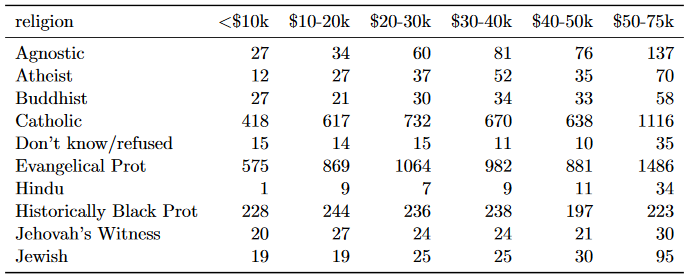 religion <$10k $10-20k $20-30k $30-40k $40-50k $50-75k
Agnostic 27 34 60 81 76 137
Atheist 12 27 37 52 35 70
Buddhist 27 21 30 34 33 58
Catholic 418 617 732 670 638 1116
Don't know/refused 15 14 15 11 10 35
Evangelical Prot 575 869 1064 982 881 1486
Hindu 1 9 7 9 11 34
Historically Black Prot 228 244 236 238 197 223
Jehovah's Witness 20 27 24 24 21 30
Jewish 19 19 25 25 30 95